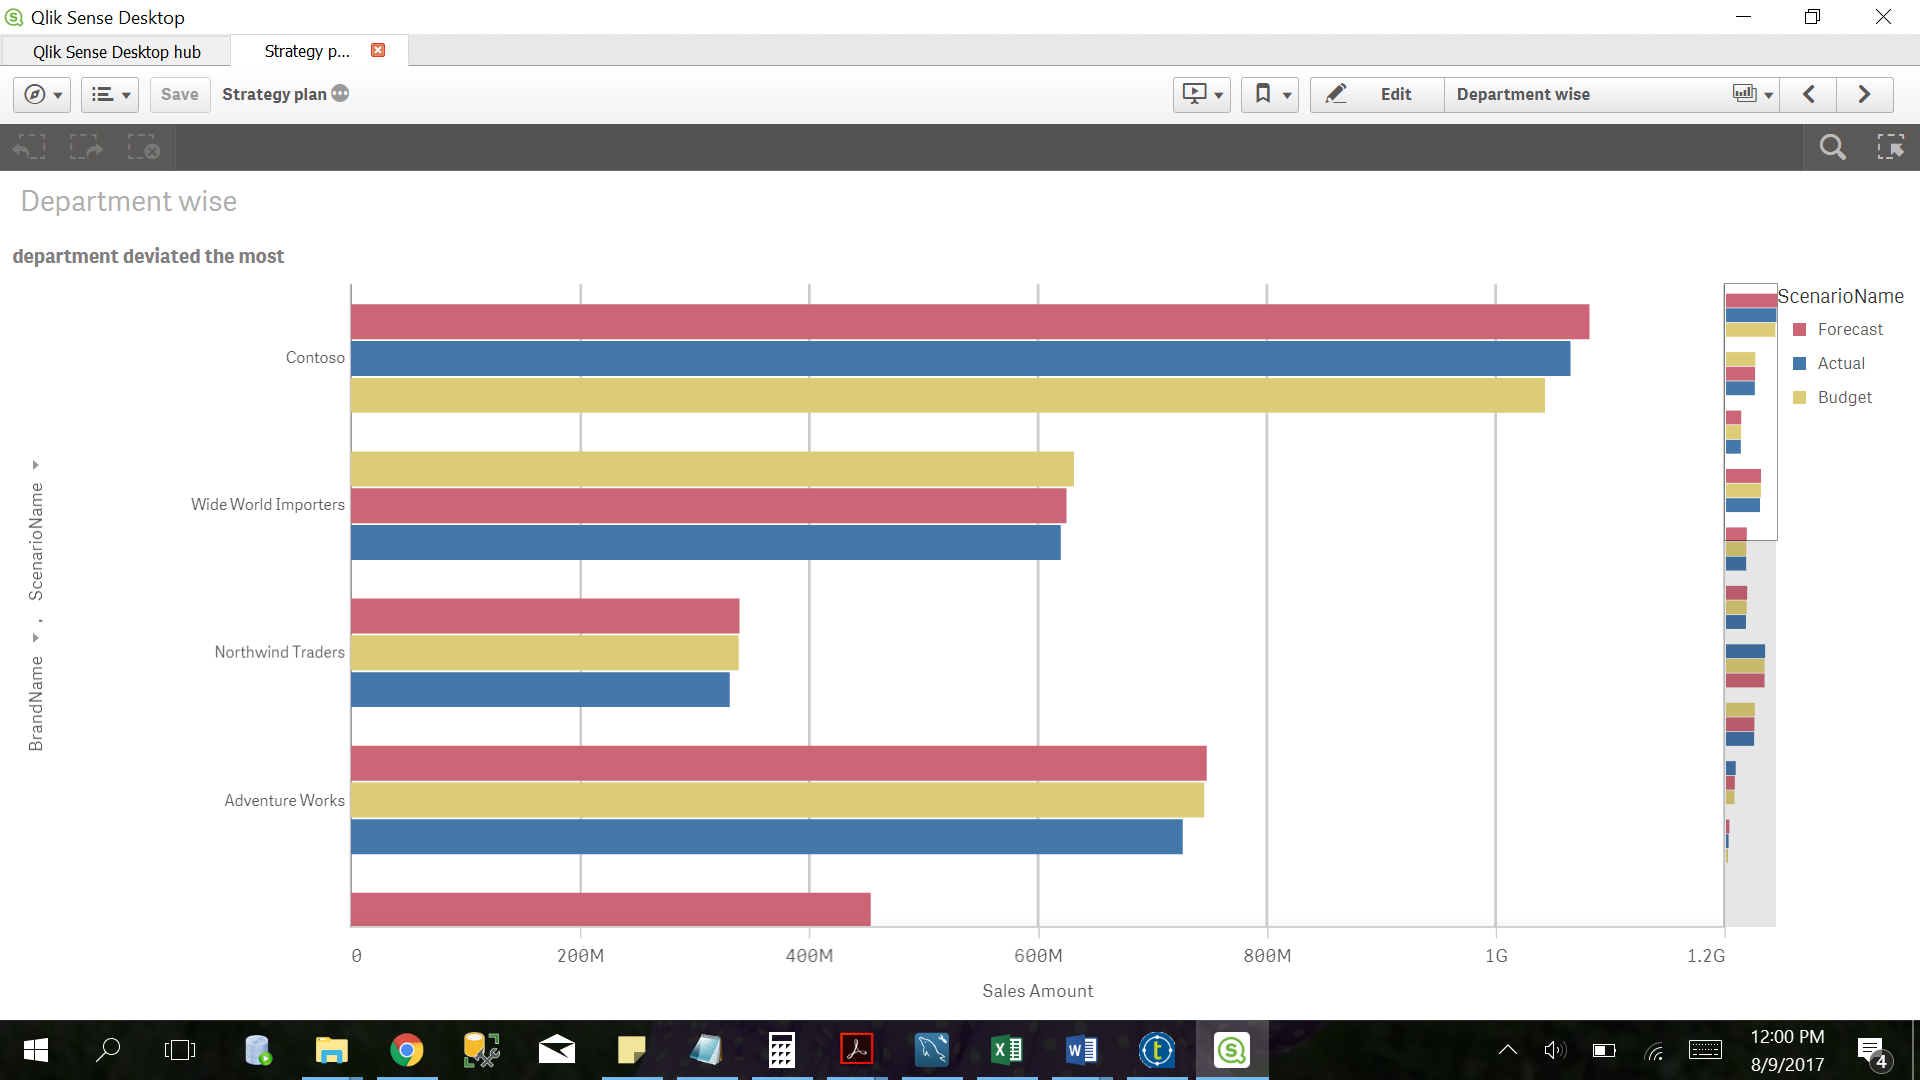 Qlik Sense Desktop
Qlik Sense Desktop hub
Strategy p...
Save
Strategy plan
Edit
Department wise
Department wise
department deviated the most
ScenarioName
Forecast
Actual
Budget
Contoso
Wide World Importers
Northwind Traders
Adventure Works
BrandName , ScenarioName
0 200M 400M 600M 800M 1G 1.2G
Sales Amount
12:00 PM
8/9/2017
4